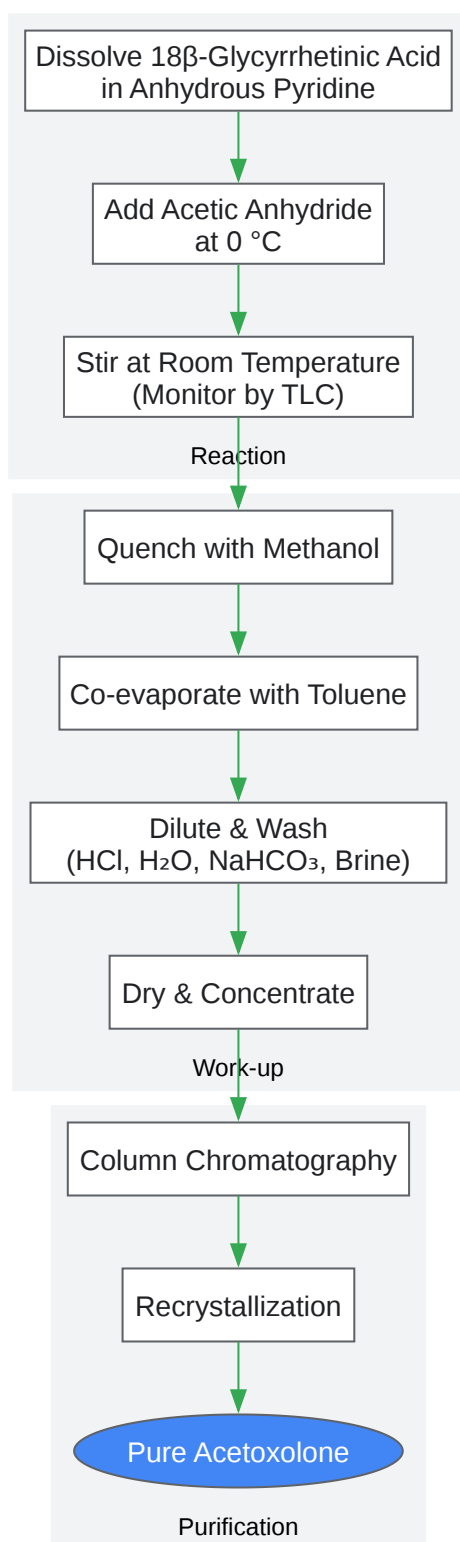 Dissolve 18β-Glycyrrhetinic Acid
in Anhydrous Pyridine
Add Acetic Anhydride
at 0 °C
Stir at Room Temperature
(Monitor by TLC)
Reaction
Quench with Methanol
Co-evaporate with Toluene
Dilute & Wash
(HCl, H₂O, NaHCO₃, Brine)
Dry & Concentrate
Work-up
Column Chromatography
Recrystallization
Pure Acetoxolone
Purification